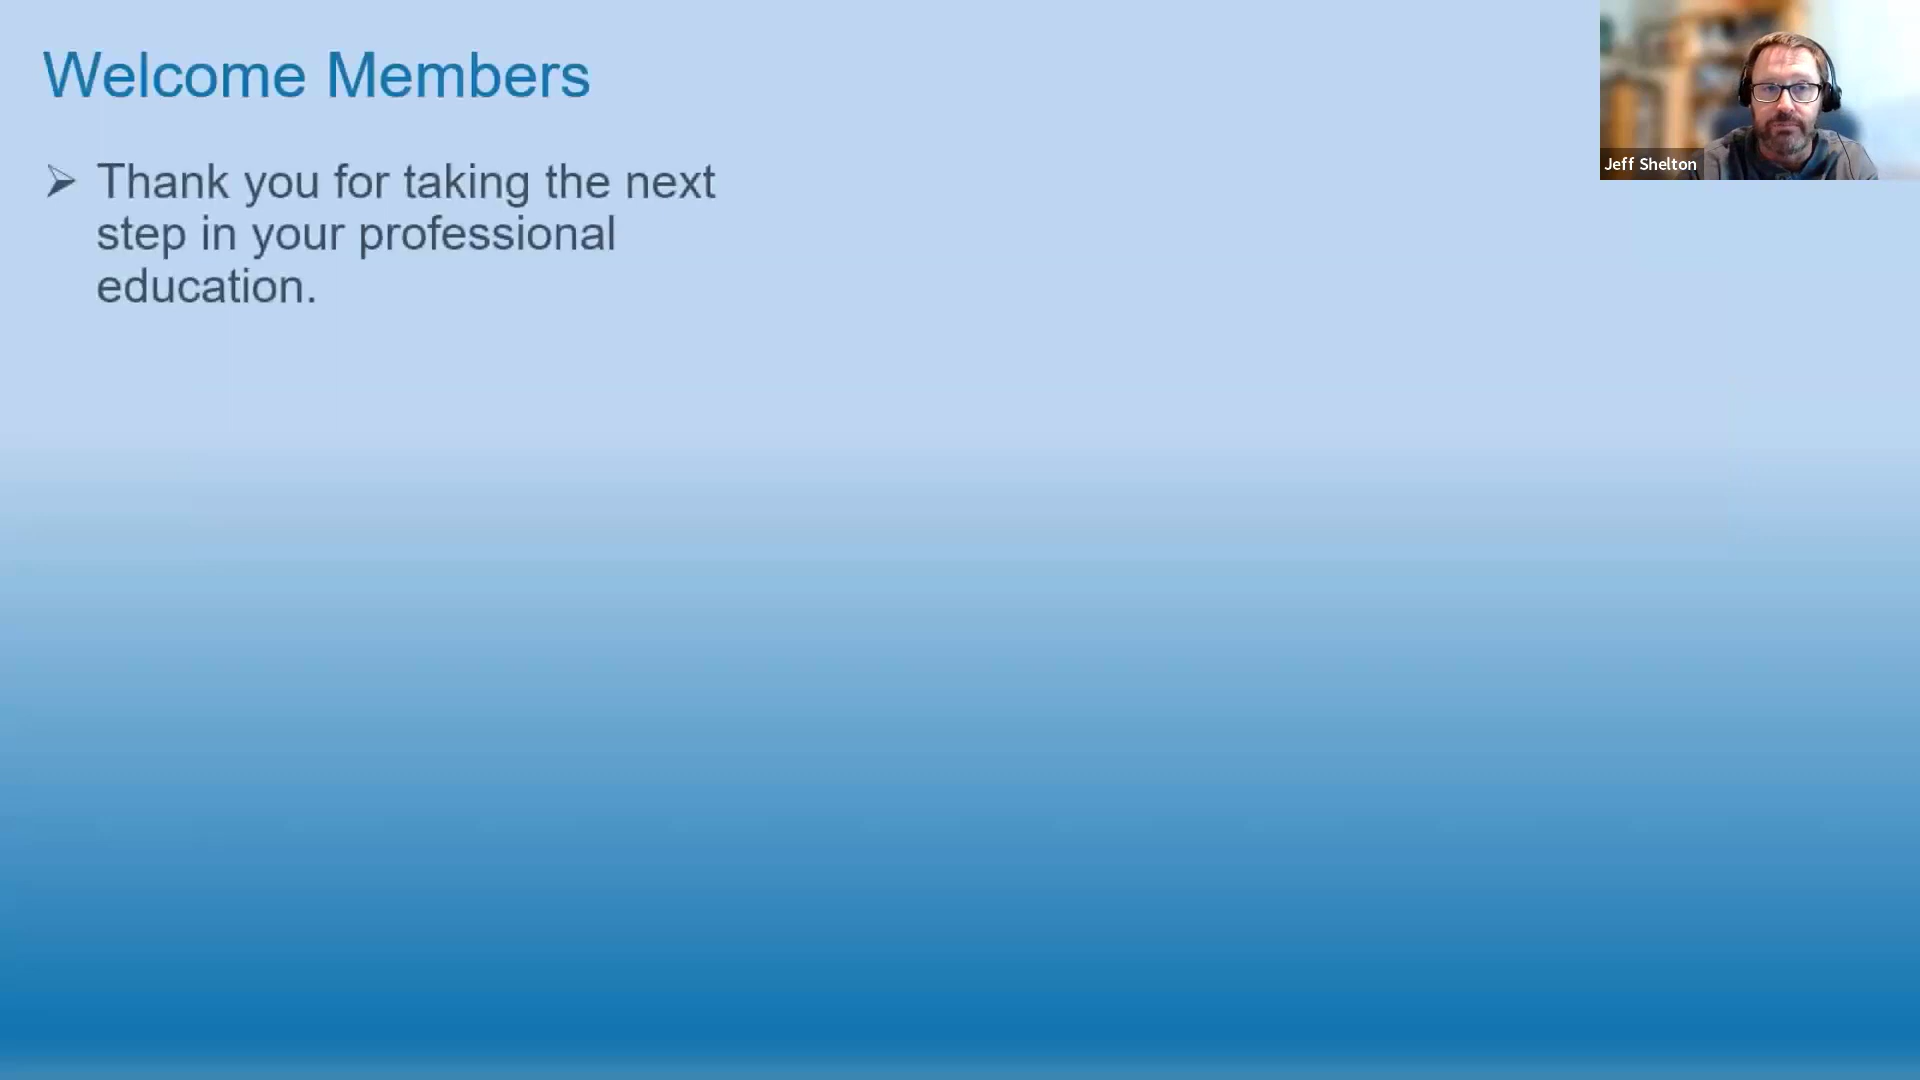 Welcome Members
➢ Thank you for taking the next
step in your professional
education.
Jeff Shelton